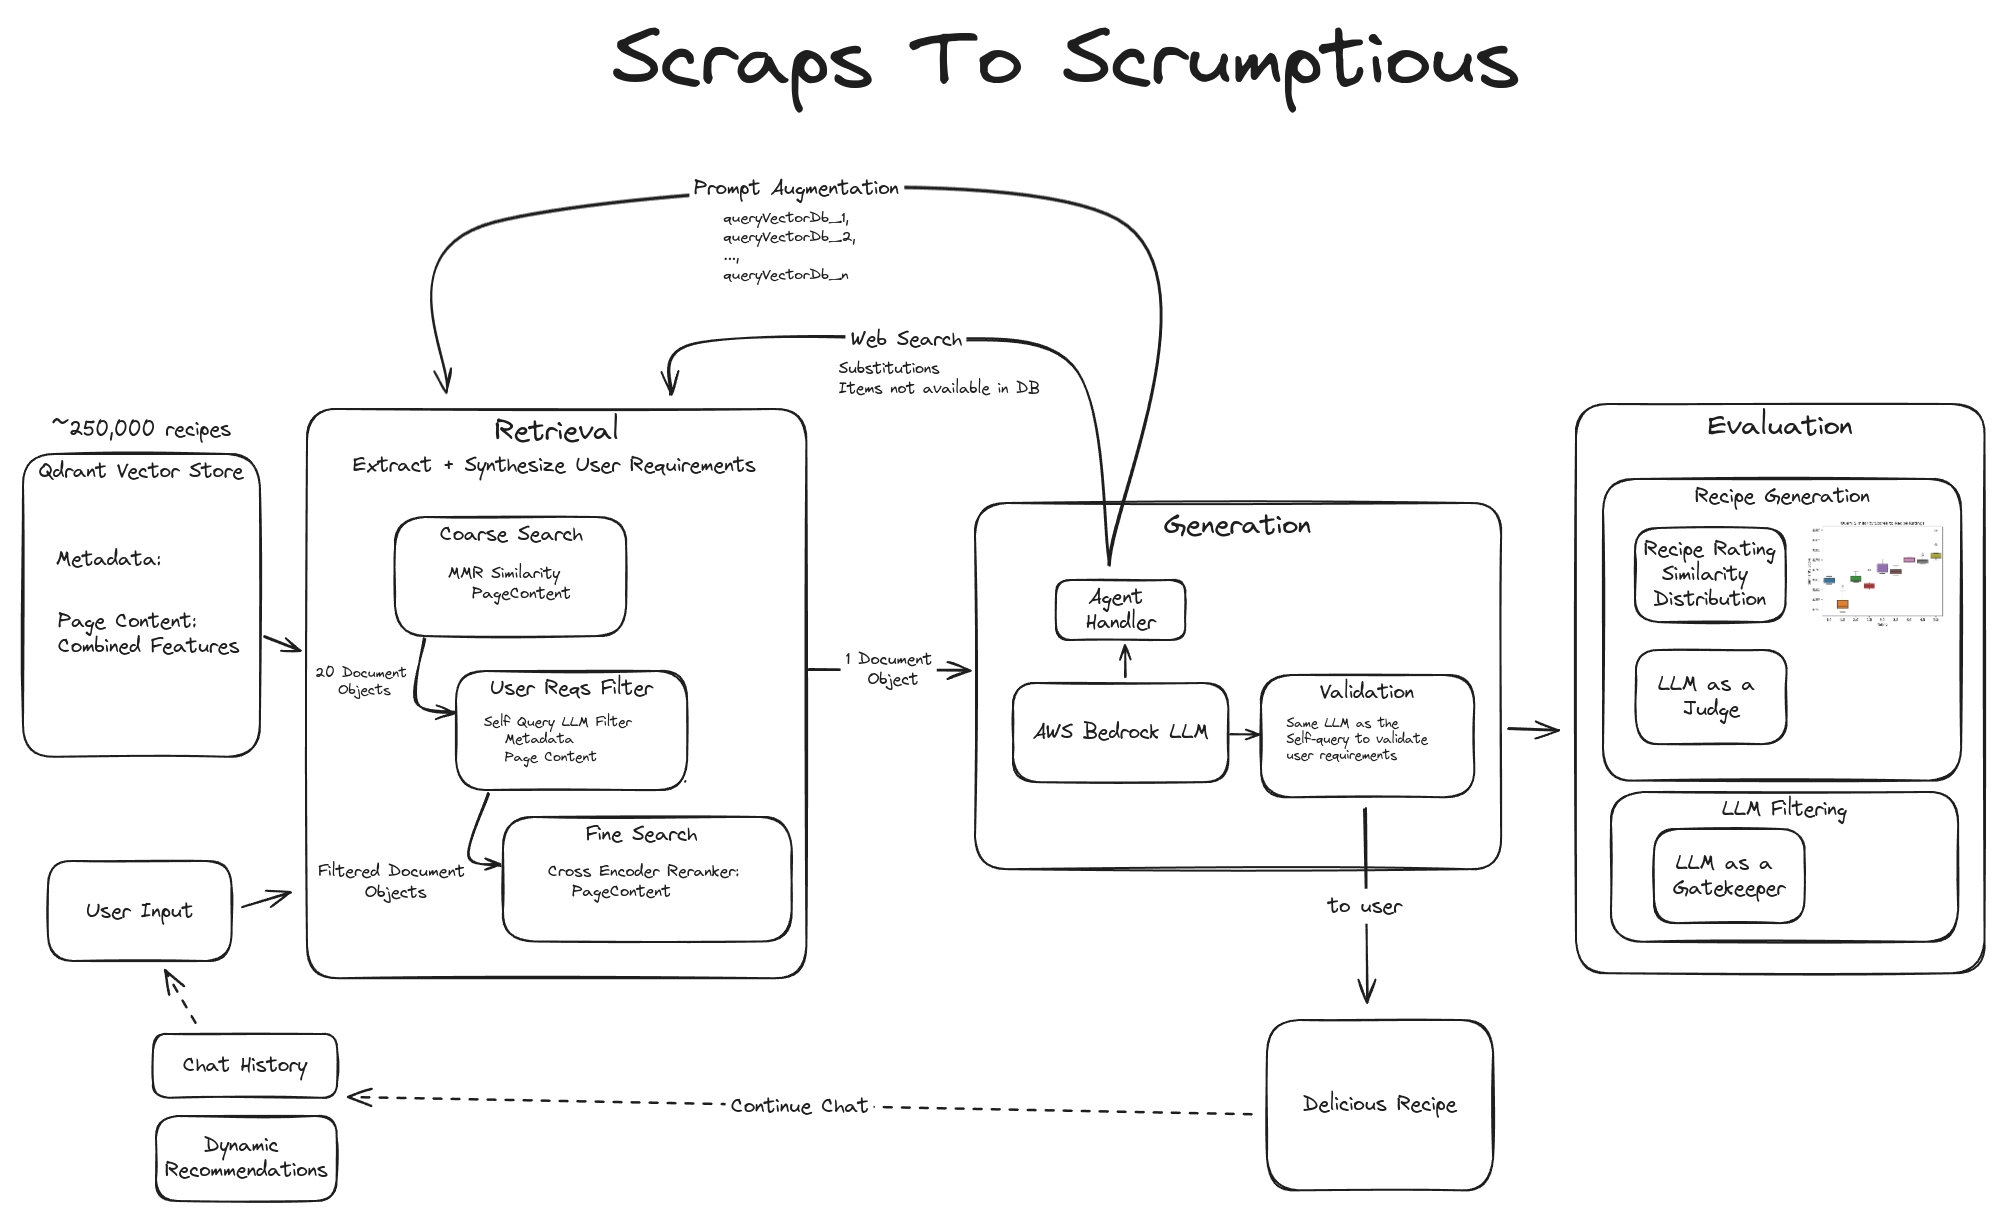 Scraps To Scrumptious
Prompt Augmentation
queryVectorDb_1,
queryVectorDb_2,
...,
queryVectorDb_n
Web Search
Substitutions
Items not available in DB
~250,000 recipes
Qdrant Vector Store
Metadata:
Page Content:
Combined Features
User Input
Retrieval
Extract + Synthesize User Requirements
Coarse Search
MMR Similarity
PageContent
20 Document
Objects
User Reqs Filter
Self Query LLM Filter
Metadata
Page Content
Filtered Document
Objects
Fine Search
Cross Encoder Reranker:
PageContent
1 Document
Object
Generation
Agent
Handler
AWS Bedrock LLM
Validation
Same LLM as the
Self-query to validate
user requirements
to user
Delicious Recipe
Continue Chat
Chat History
Dynamic
Recommendations
Evaluation
Recipe Generation
Recipe Rating
Similarity
Distribution
LLM as a
Judge
LLM Filtering
LLM as a
Gatekeeper